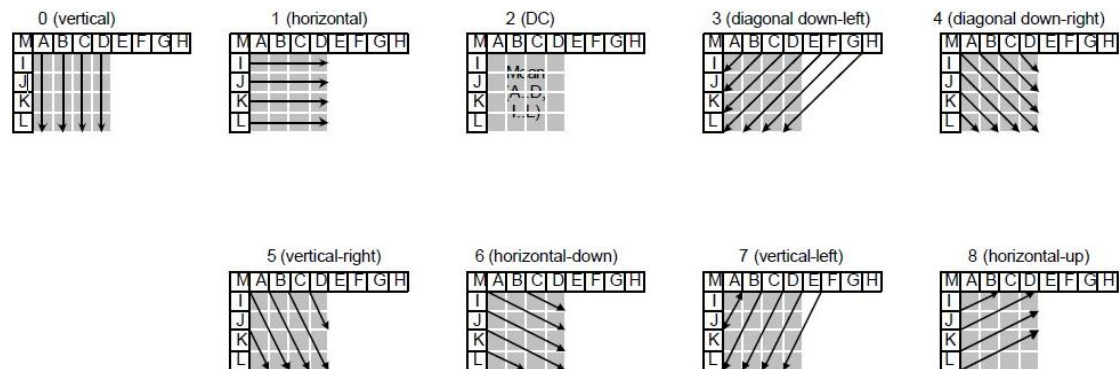 0 (vertical)
M A B C D E F G H
I
J
K
L
1 (horizontal)
M A B C D E F G H
I
J
K
L
2 (DC)
M A B C D E F G H
I
J
K
L
Mean
(A..D,
I..L)
3 (diagonal down-left)
M A B C D E F G H
I
J
K
L
4 (diagonal down-right)
M A B C D E F G H
I
J
K
L
5 (vertical-right)
M A B C D E F G H
I
J
K
L
6 (horizontal-down)
M A B C D E F G H
I
J
K
L
7 (vertical-left)
M A B C D E F G H
I
J
K
L
8 (horizontal-up)
M A B C D E F G H
I
J
K
L